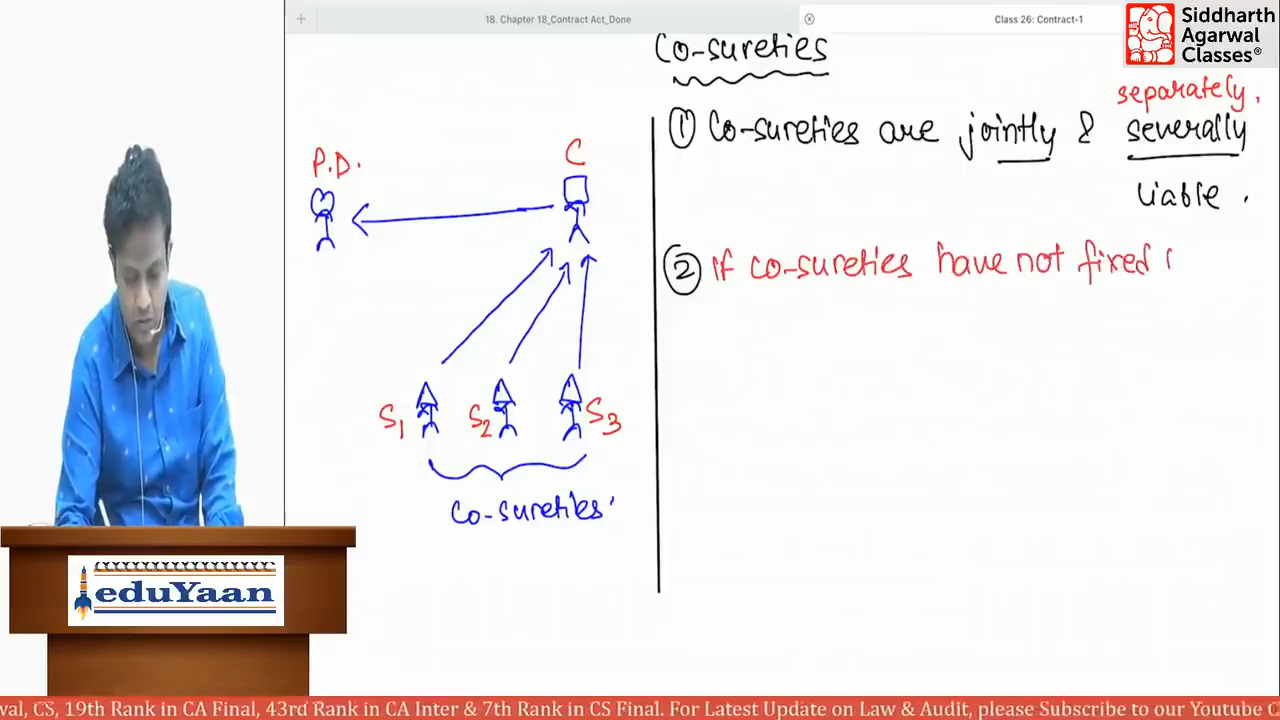 18. Chapter 18_Contract Act_Done
Class 26: Contract-1
Siddharth
Agarwal
Classes®
Co-sureties
separately.
① Co-sureties are jointly & severally
liable.
② If co-sureties have not fixed
P.D.
C
S1 S2 S3
Co-sureties
eduYaan
wal, CS, 19th Rank in CA Final, 43rd Rank in CA Inter & 7th Rank in CS Final. For Latest Update on Law & Audit, please Subscribe to our Youtube C